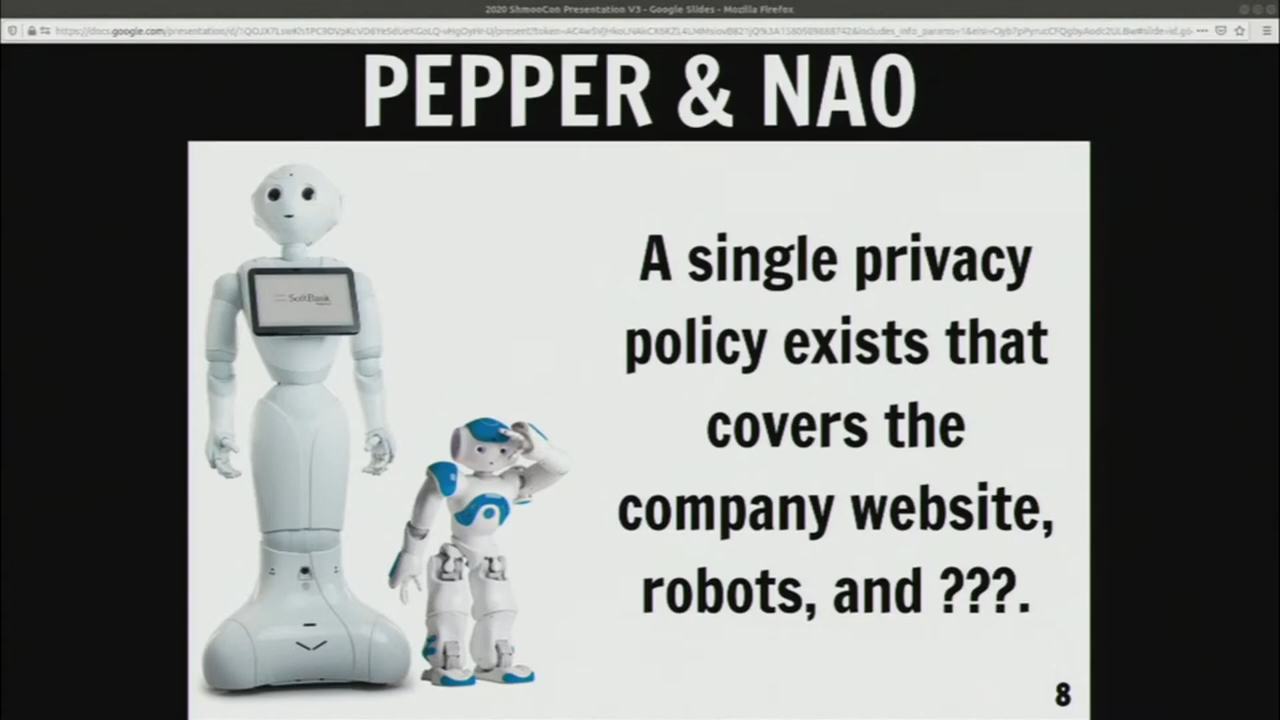 2020 ShmooCon Presentation V3 - Google Slides - Mozilla Firefox
PEPPER & NAO
SoftBank
A single privacy
policy exists that
covers the
company website,
robots, and ???.
8